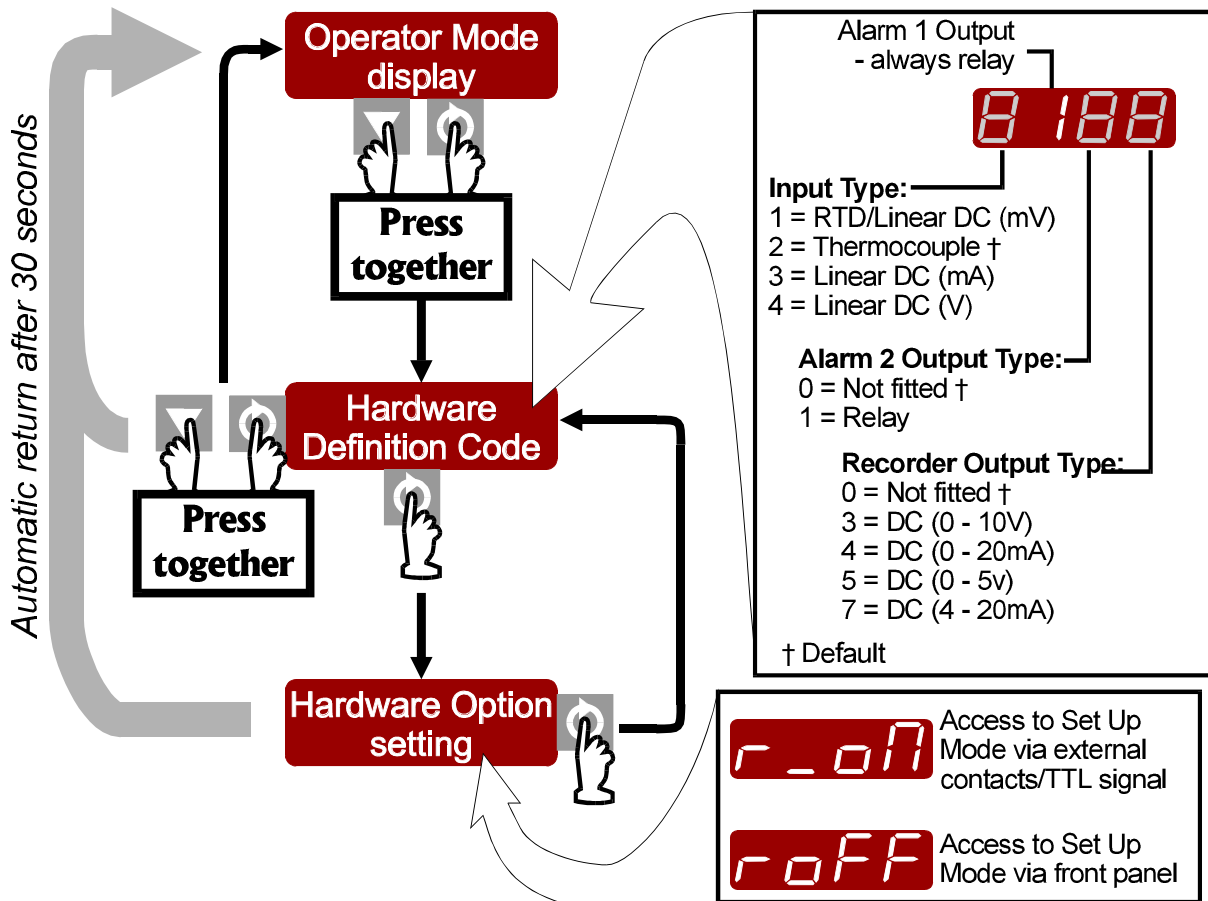 Automatic return after 30 seconds
Operator Mode
display
Press
together
Hardware
Definition Code
Press
together
Hardware Option
setting
Alarm 1 Output
- always relay
8188
Input Type:
1 = RTD/Linear DC (mV)
2 = Thermocouple †
3 = Linear DC (mA)
4 = Linear DC (V)
Alarm 2 Output Type:
0 = Not fitted †
1 = Relay
Recorder Output Type:
0 = Not fitted †
3 = DC (0 - 10V)
4 = DC (0 - 20mA)
5 = DC (0 - 5v)
7 = DC (4 - 20mA)
† Default
r_on
Access to Set Up
Mode via external
contacts/TTL signal
roFF
Access to Set Up
Mode via front panel